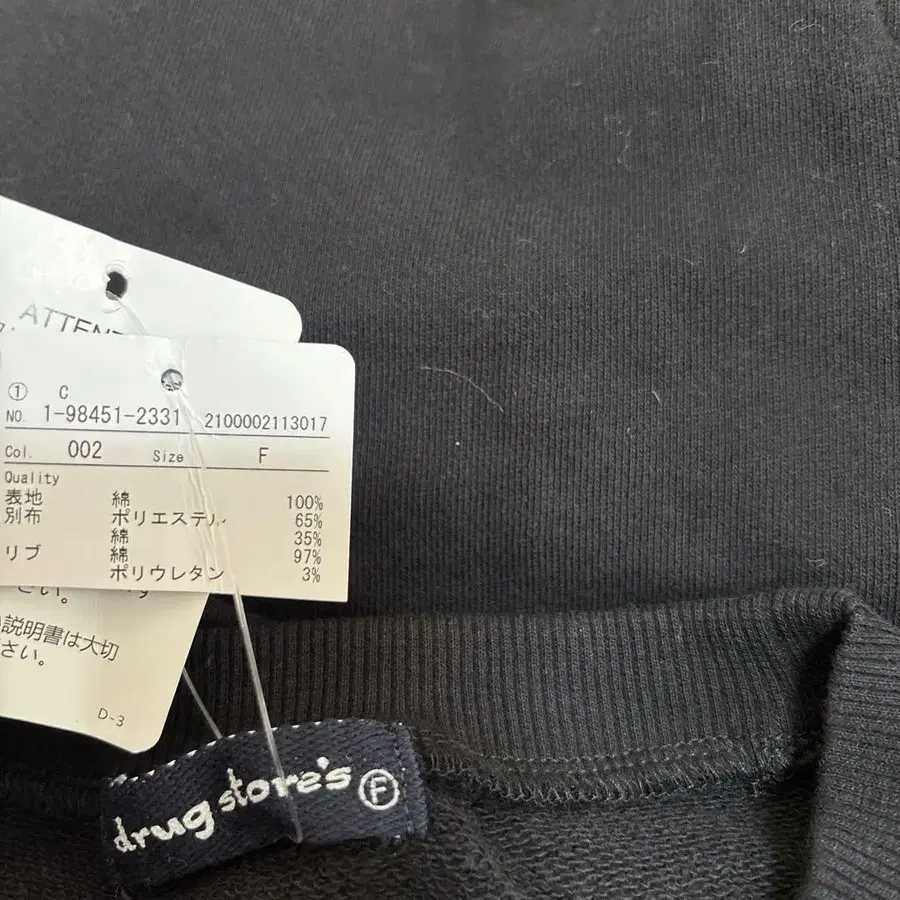 ① C
NO. 1-98451-2331 2100002113017
Col. 002 Size F
Quality
表地 綿 100%
別布 ポリエステル 65%
綿 35%
リブ 綿 97%
ポリウレタン 3%
さい。
説明書は大切
さい。
D-3
drug store's Ⓕ